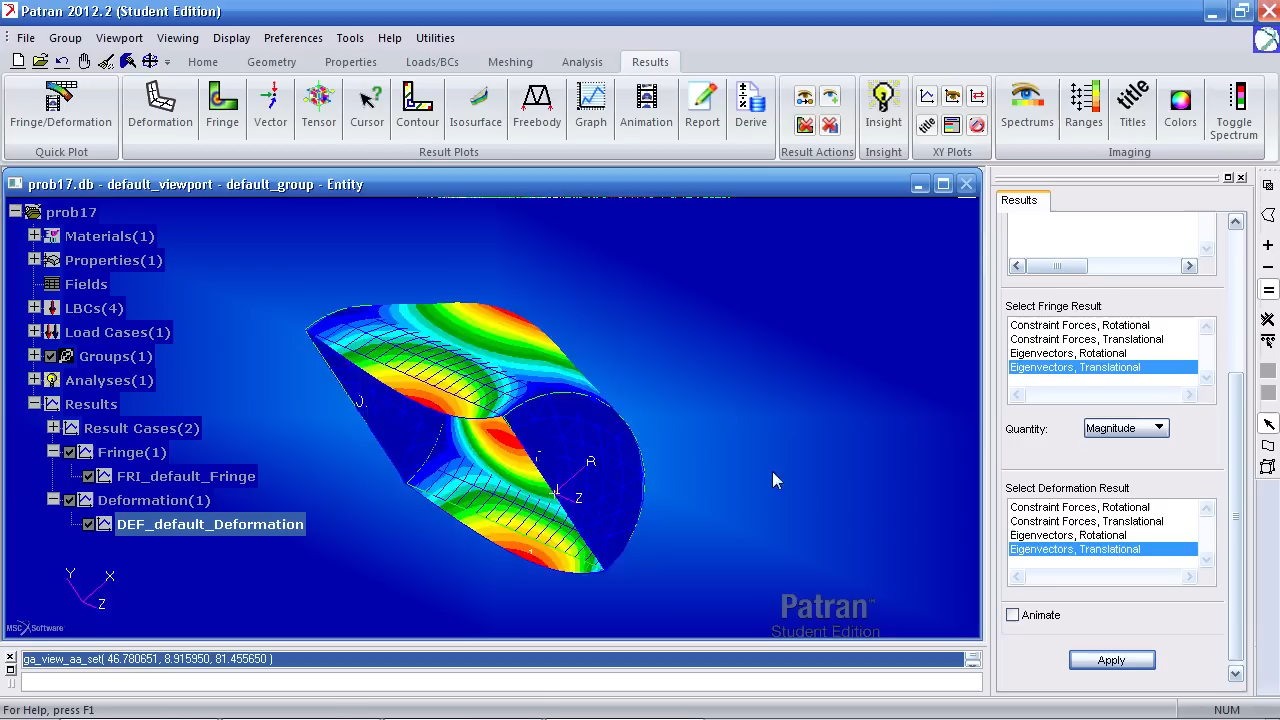 Patran 2012.2 (Student Edition)
File Group Viewport Viewing Display Preferences Tools Help Utilities
Home Geometry Properties Loads/BCs Meshing Analysis Results
Fringe/Deformation Deformation Fringe Vector Tensor Cursor Contour Isosurface Freebody Graph Animation Report Derive Insight Spectrums Ranges Titles Colors Toggle Spectrum
Quick Plot Result Plots Result Actions Insight XY Plots Imaging
prob17.db - default_viewport - default_group - Entity
prob17
Materials(1)
Properties(1)
Fields
LBCs(4)
Load Cases(1)
Groups(1)
Analyses(1)
Results
Result Cases(2)
Fringe(1)
FRI_default_Fringe
Deformation(1)
DEF_default_Deformation
R
Z
Y X
Z
MSC Software
Patran™
Student Edition
Results
Select Fringe Result
Constraint Forces, Rotational
Constraint Forces, Translational
Eigenvectors, Rotational
Eigenvectors, Translational
Quantity: Magnitude
Select Deformation Result
Constraint Forces, Rotational
Constraint Forces, Translational
Eigenvectors, Rotational
Eigenvectors, Translational
Animate
Apply
ga_view_aa_set( 46.780651, 8.915950, 81.455650 )
For Help, press F1
NUM